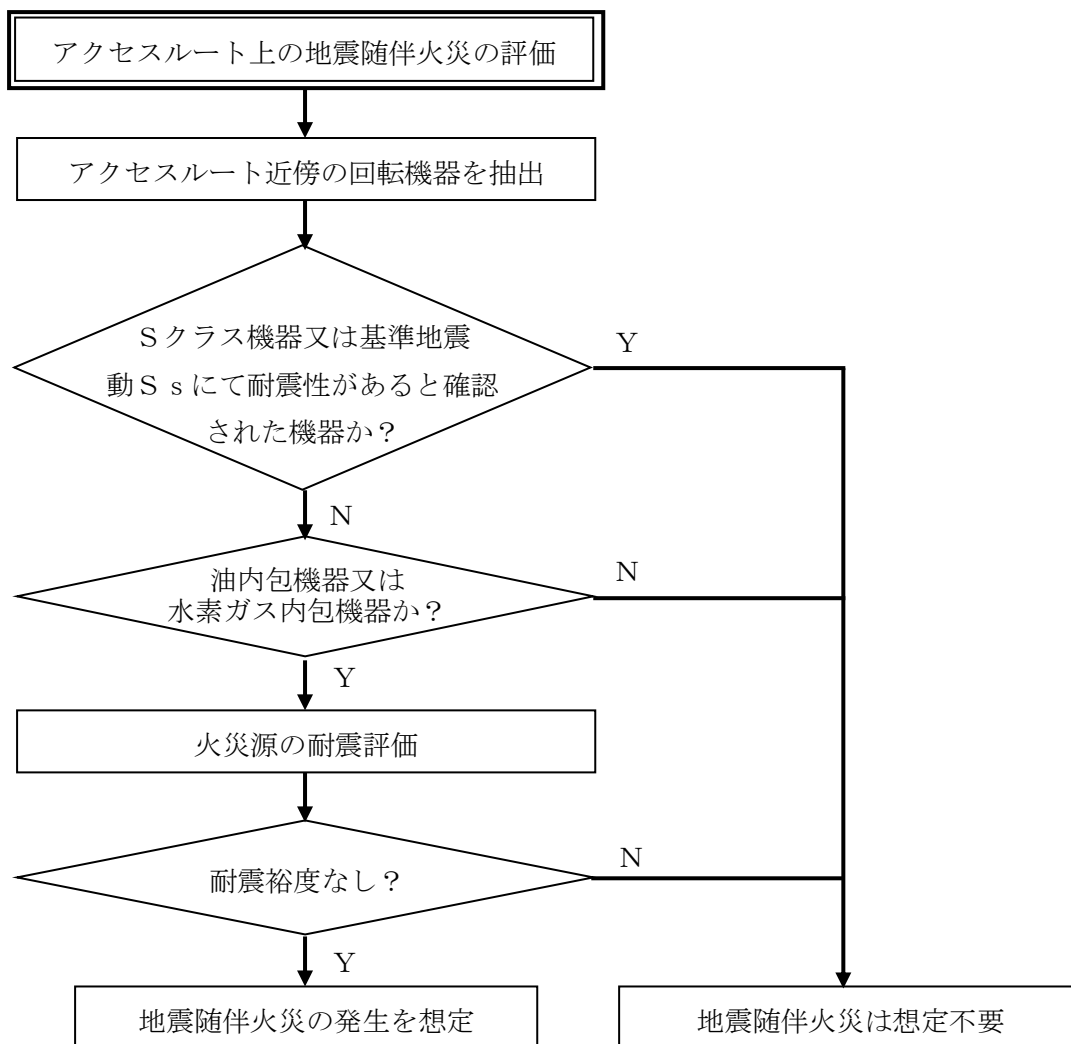 アクセスルート上の地震随伴火災の評価
アクセスルート近傍の回転機器を抽出
Ｓクラス機器又は基準地震
動Ｓｓにて耐震性があると確認
された機器か？
Ｙ
Ｎ
油内包機器又は
水素ガス内包機器か？
Ｎ
Ｙ
火災源の耐震評価
耐震裕度なし？
Ｎ
Ｙ
地震随伴火災の発生を想定
地震随伴火災は想定不要